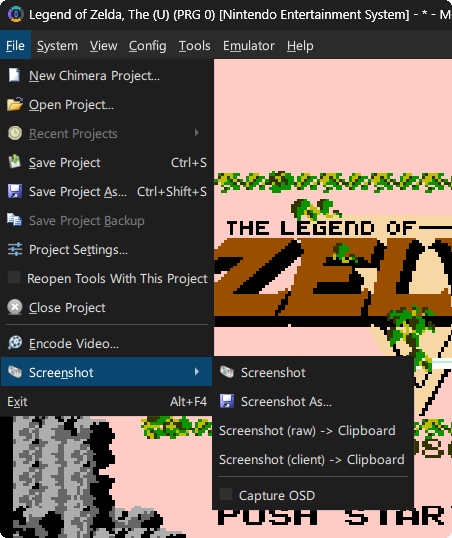 Legend of Zelda, The (U) (PRG 0) [Nintendo Entertainment System] - * - M
File System View Config Tools Emulator Help
New Chimera Project...
Open Project...
Recent Projects
Save Project Ctrl+S
Save Project As... Ctrl+Shift+S
Save Project Backup
Project Settings...
Reopen Tools With This Project
Close Project
Encode Video...
Screenshot
Exit Alt+F4
THE LEGEND OF
ZEL
Screenshot
Screenshot As...
Screenshot (raw) -> Clipboard
Screenshot (client) -> Clipboard
Capture OSD
PUSH STAR